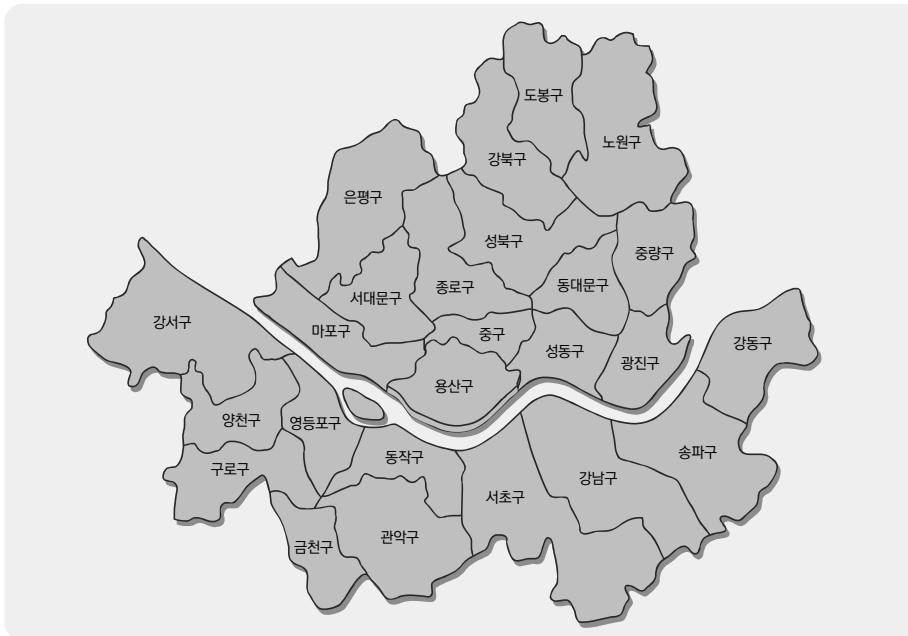 도봉구
노원구
강북구
은평구
성북구
중량구
동대문구
종로구
서대문구
강서구
마포구
중구
강동구
성동구
광진구
용산구
양천구
영등포구
송파구
동작구
구로구
강남구
서초구
관악구
금천구